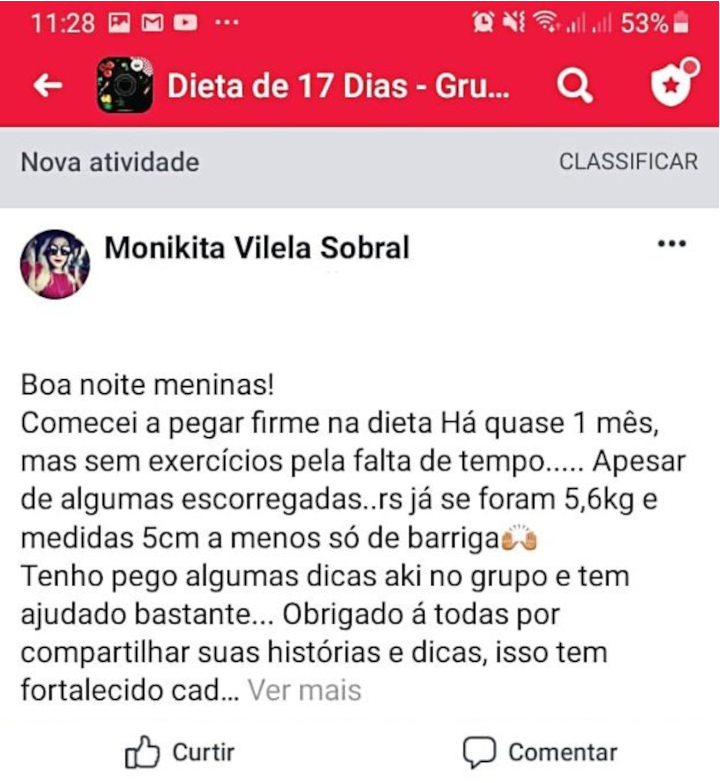 11:28 ... 53%
Dieta de 17 Dias - Gru...
Nova atividade CLASSIFICAR
Monikita Vilela Sobral
Boa noite meninas!
Comecei a pegar firme na dieta Há quase 1 mês,
mas sem exercícios pela falta de tempo..... Apesar
de algumas escorregadas..rs já se foram 5,6kg e
medidas 5cm a menos só de barriga🙌🏼
Tenho pego algumas dicas aki no grupo e tem
ajudado bastante... Obrigado á todas por
compartilhar suas histórias e dicas, isso tem
fortalecido cad... Ver mais
Curtir Comentar